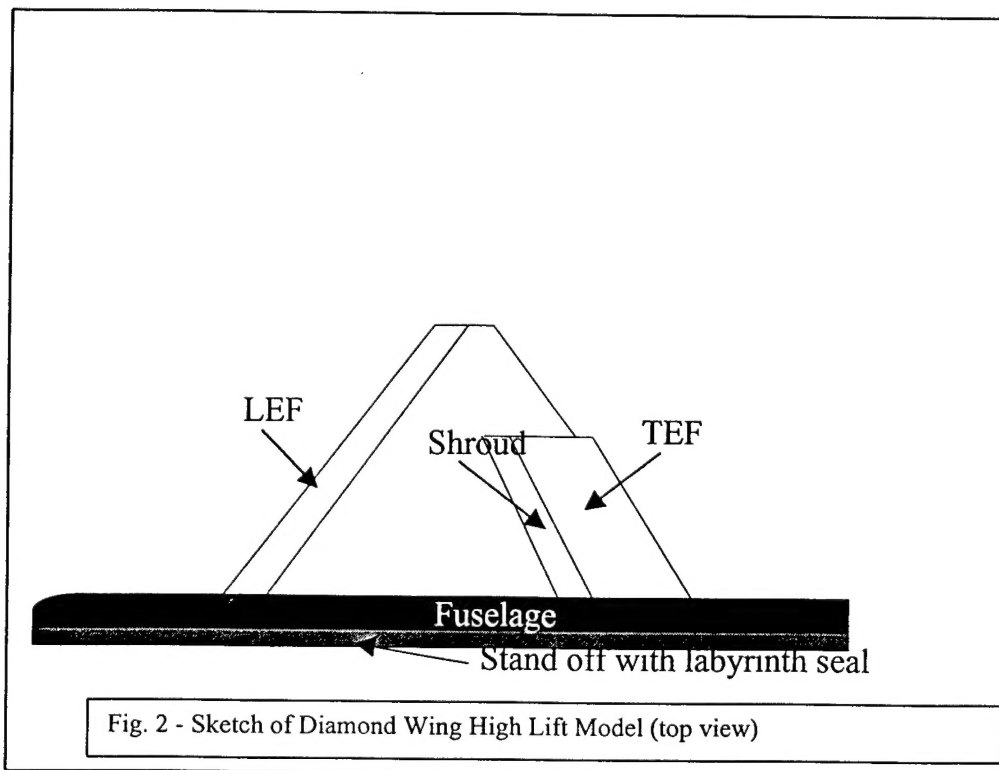 LEF
Shroud
TEF
Fuselage
Stand off with labyrinth seal
Fig. 2 - Sketch of Diamond Wing High Lift Model (top view)